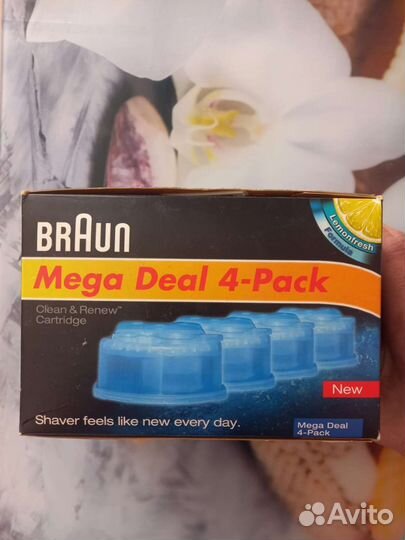 BRAUN
Lemonfresh
Formula
Mega Deal 4-Pack
Clean & Renew™
Cartridge
New
Shaver feels like new every day.
Mega Deal
4-Pack
Avito